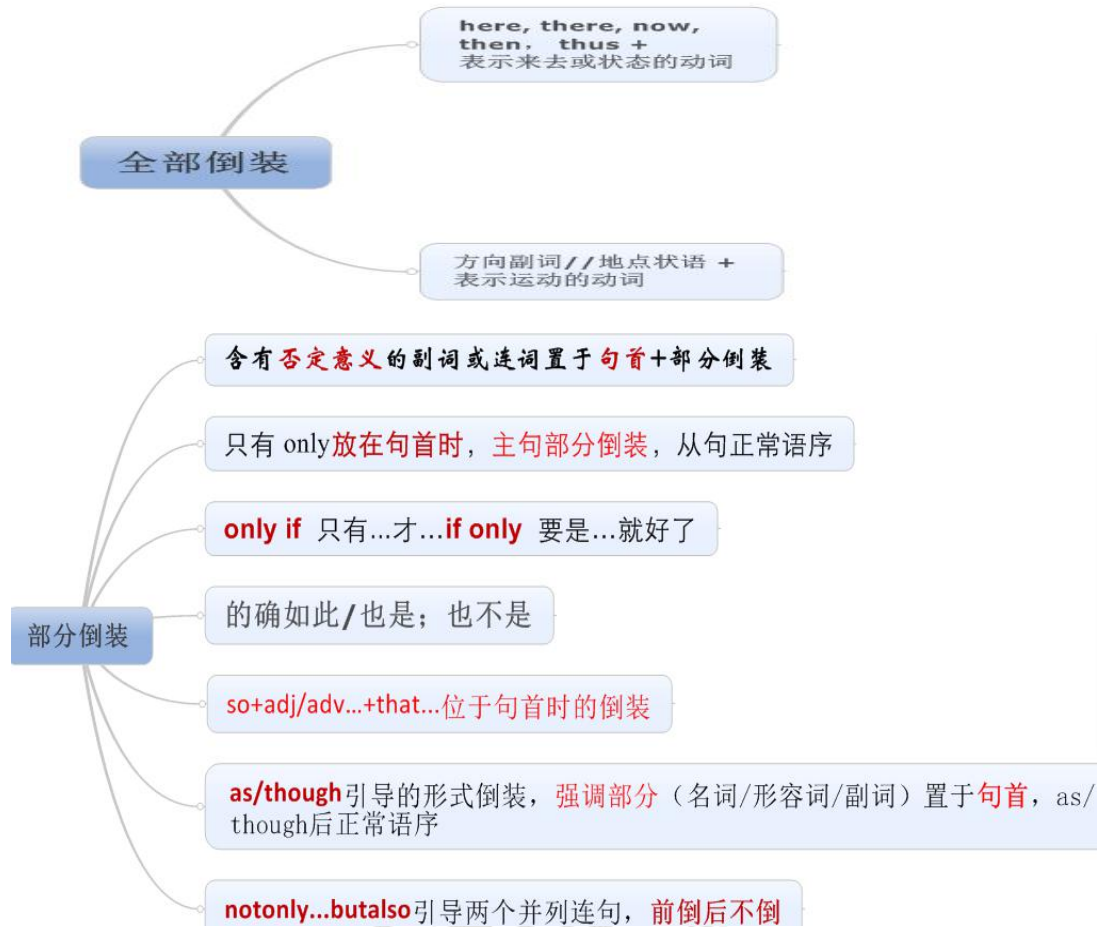 here, there, now,
then， thus +
表示来去或状态的动词
全部倒装
方向副词//地点状语 +
表示运动的动词
含有否定意义的副词或连词置于句首+部分倒装
只有 only放在句首时，主句部分倒装，从句正常语序
only if 只有...才...if only 要是...就好了
的确如此/也是；也不是
部分倒装
so+adj/adv...+that...位于句首时的倒装
as/though引导的形式倒装，强调部分（名词/形容词/副词）置于句首，as/
though后正常语序
notonly...butalso引导两个并列连句，前倒后不倒